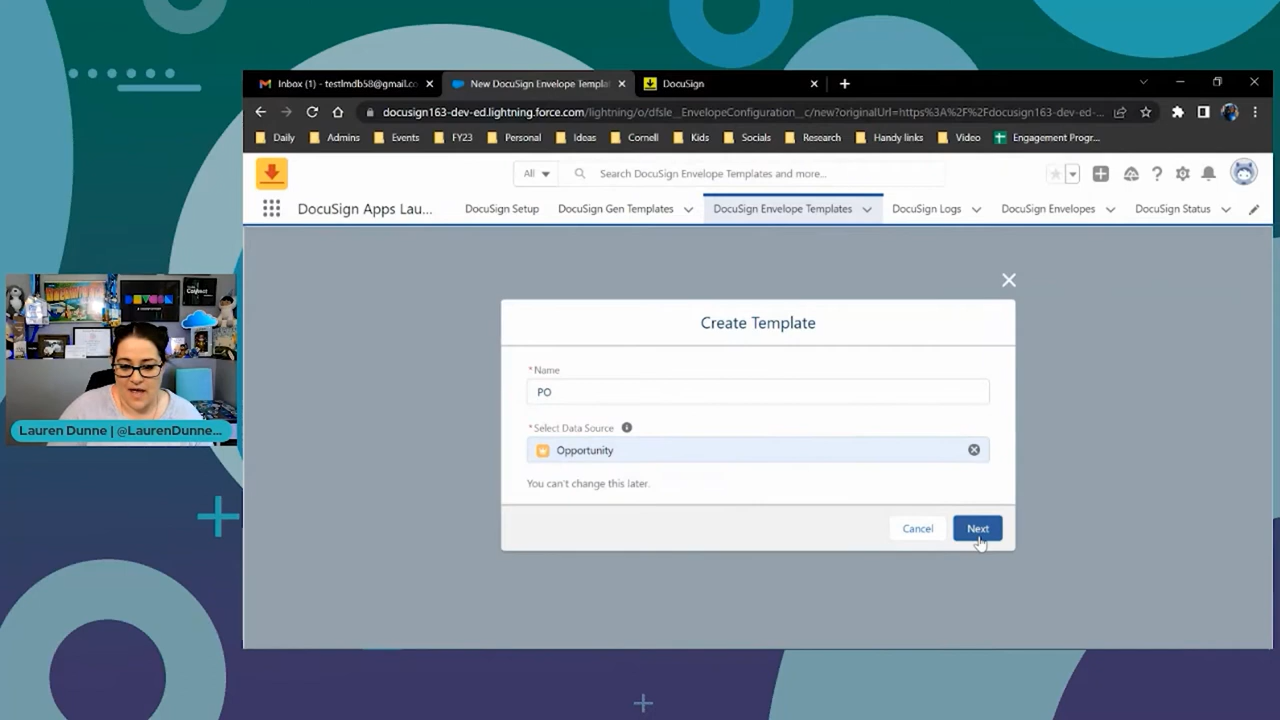 Inbox (1) - testlmdb58@gmail.co
New DocuSign Envelope Templat
DocuSign
docusign163-dev-ed.lightning.force.com/lightning/o/dfsle__EnvelopeConfiguration__c/new?originalUrl=https%3A%2F%2Fdocusign163-dev-ed-...
Daily Admins Events FY23 Personal Ideas Cornell Kids Socials Research Handy links Video Engagement Progr...
All Search DocuSign Envelope Templates and more...
DocuSign Apps Lau... DocuSign Setup DocuSign Gen Templates DocuSign Envelope Templates DocuSign Logs DocuSign Envelopes DocuSign Status
Create Template
*Name
PO
*Select Data Source
Opportunity
You can't change this later.
Cancel Next
Lauren Dunne | @LaurenDunne...